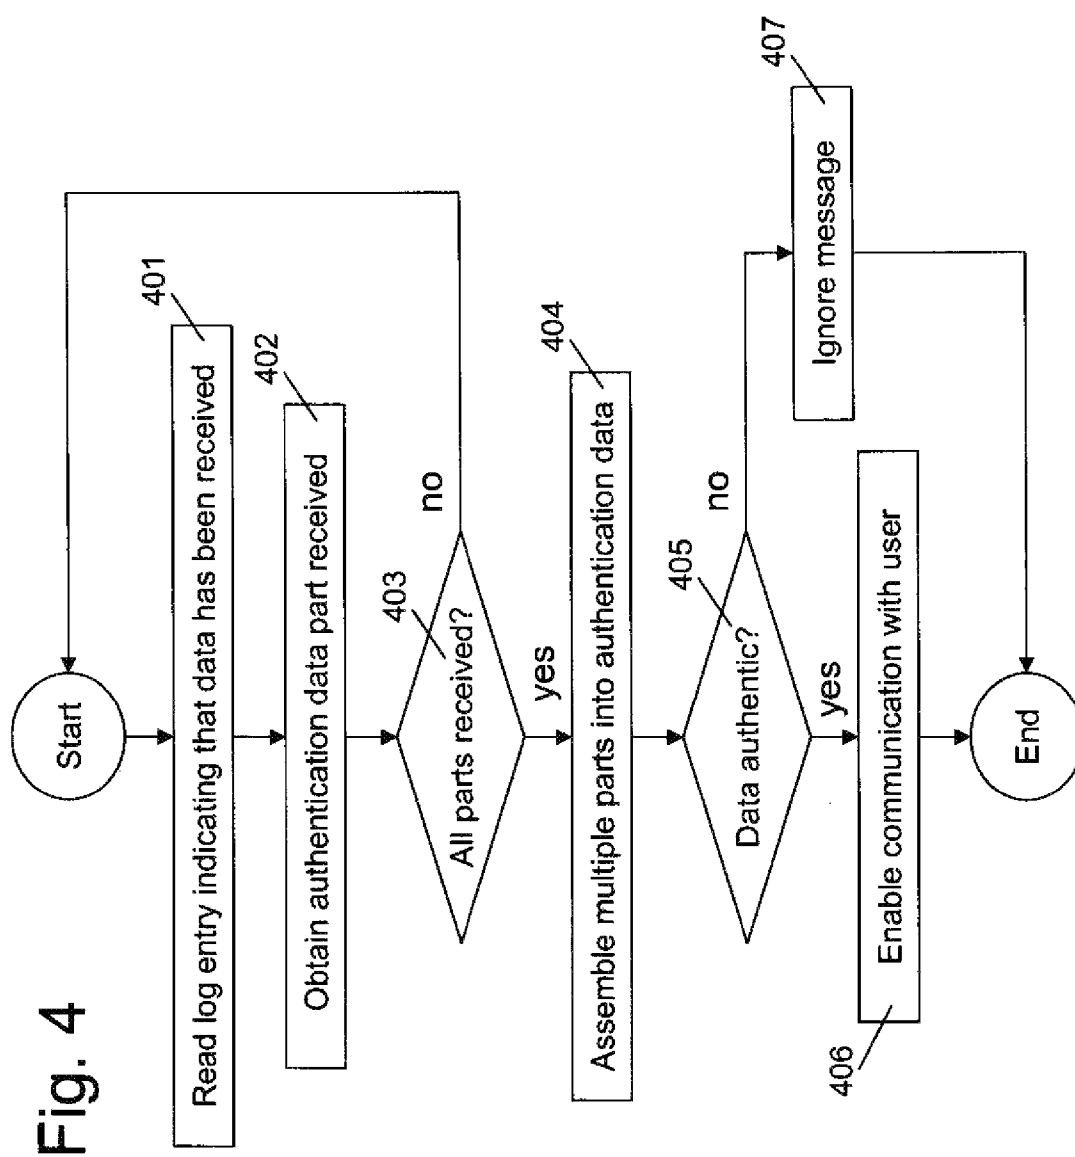 Fig. 4
Start
401
Read log entry indicating that data has been received
402
Obtain authentication data part received
403
All parts received?
no
yes
404
Assemble multiple parts into authentication data
405
Data authentic?
no
yes
406
Enable communication with user
407
Ignore message
End